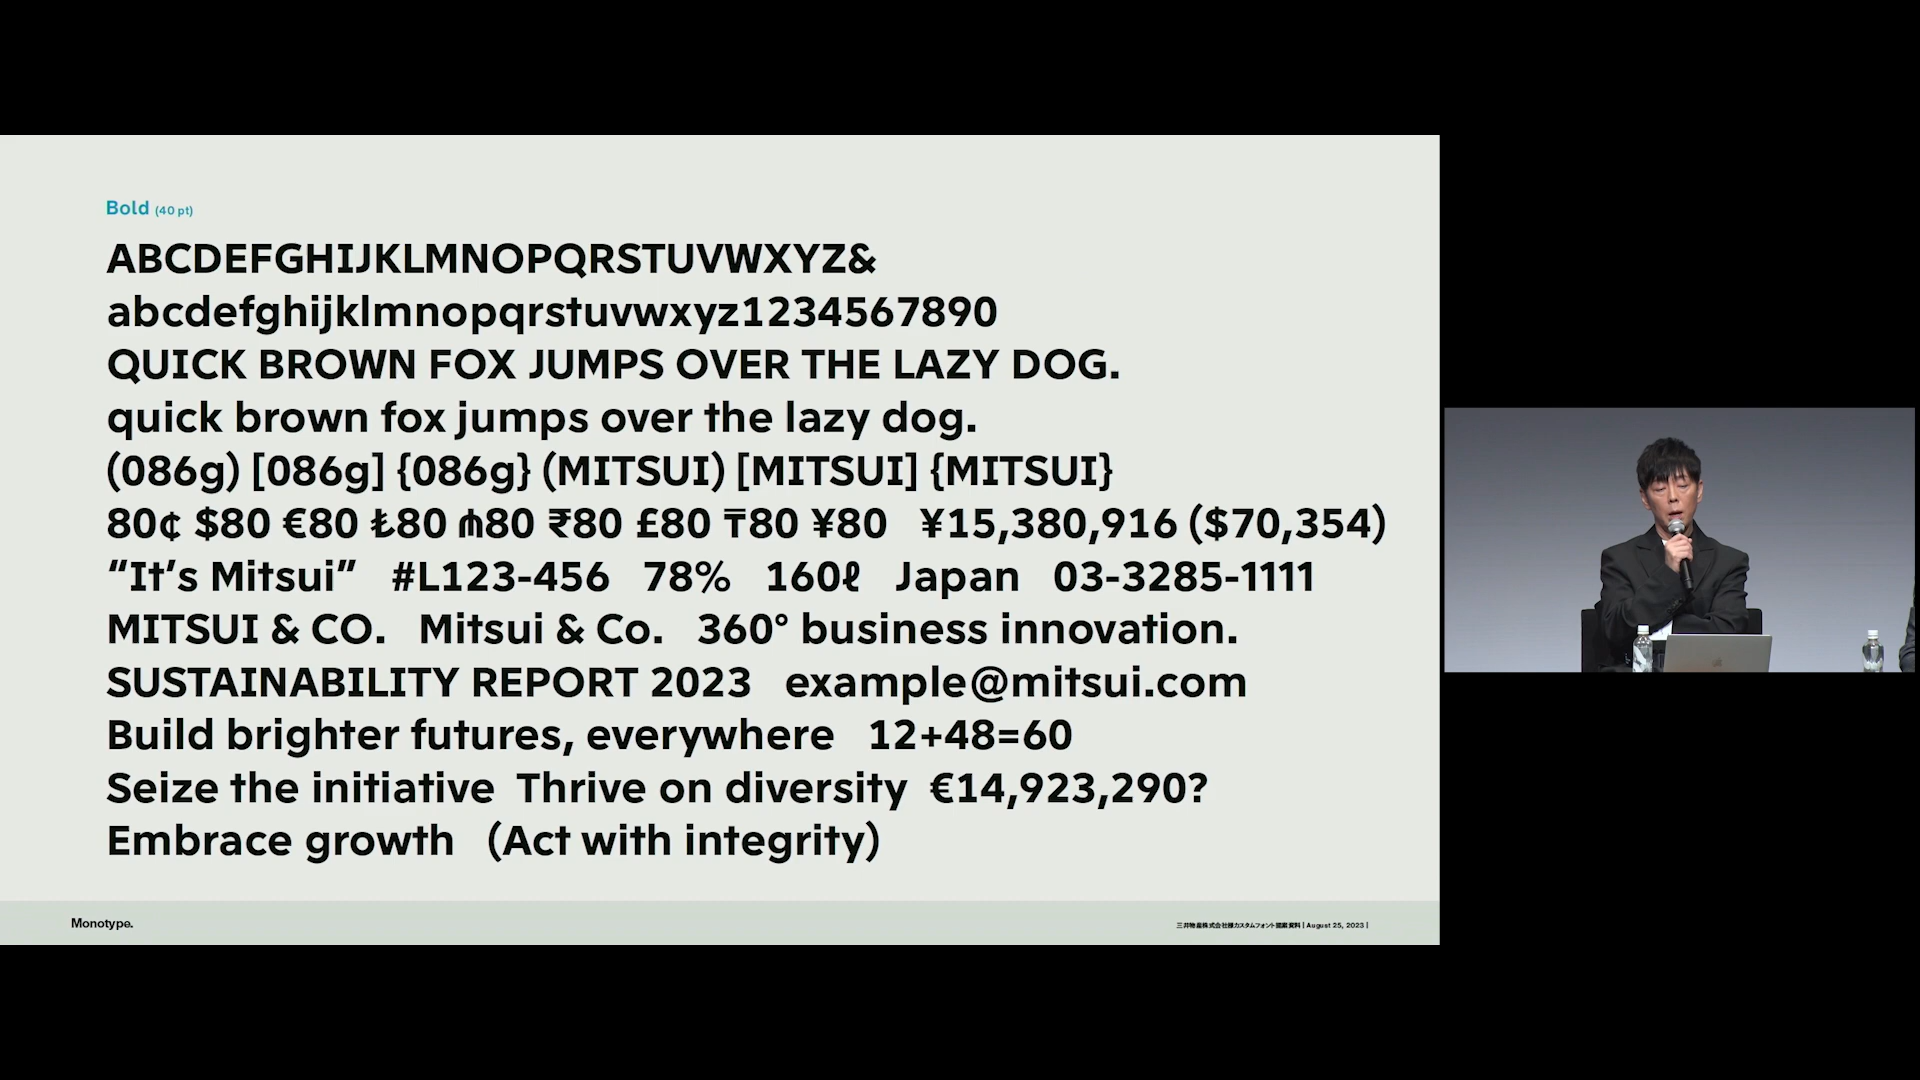 Bold (40 pt)
ABCDEFGHIJKLMNOPQRSTUVWXYZ&
abcdefghijklmnopqrstuvwxyz1234567890
QUICK BROWN FOX JUMPS OVER THE LAZY DOG.
quick brown fox jumps over the lazy dog.
(086g) [086g] {086g} (MITSUI) [MITSUI] {MITSUI}
80¢ $80 €80 ₺80 ₼80 ₹80 £80 ₸80 ¥80 ¥15,380,916 ($70,354)
“It’s Mitsui” #L123-456 78% 160ℓ Japan 03-3285-1111
MITSUI & CO. Mitsui & Co. 360° business innovation.
SUSTAINABILITY REPORT 2023 example@mitsui.com
Build brighter futures, everywhere 12+48=60
Seize the initiative Thrive on diversity €14,923,290?
Embrace growth (Act with integrity)
Monotype.
三井物産株式会社様カスタムフォント提案資料 | August 25, 2023 |